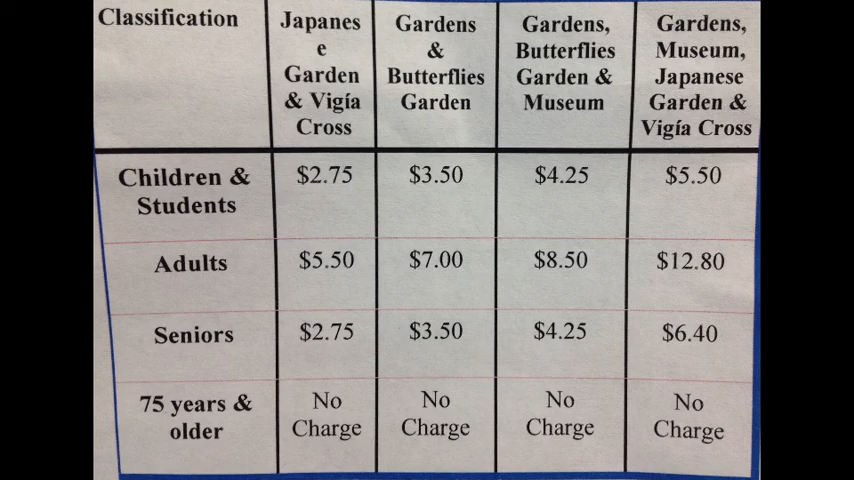 Classification
Japanes
e
Garden
& Vigía
Cross
Gardens
&
Butterflies
Garden
Gardens,
Butterflies
Garden &
Museum
Gardens,
Museum,
Japanese
Garden &
Vigía Cross
Children &
Students
$2.75
$3.50
$4.25
$5.50
Adults
$5.50
$7.00
$8.50
$12.80
Seniors
$2.75
$3.50
$4.25
$6.40
75 years &
older
No
Charge
No
Charge
No
Charge
No
Charge